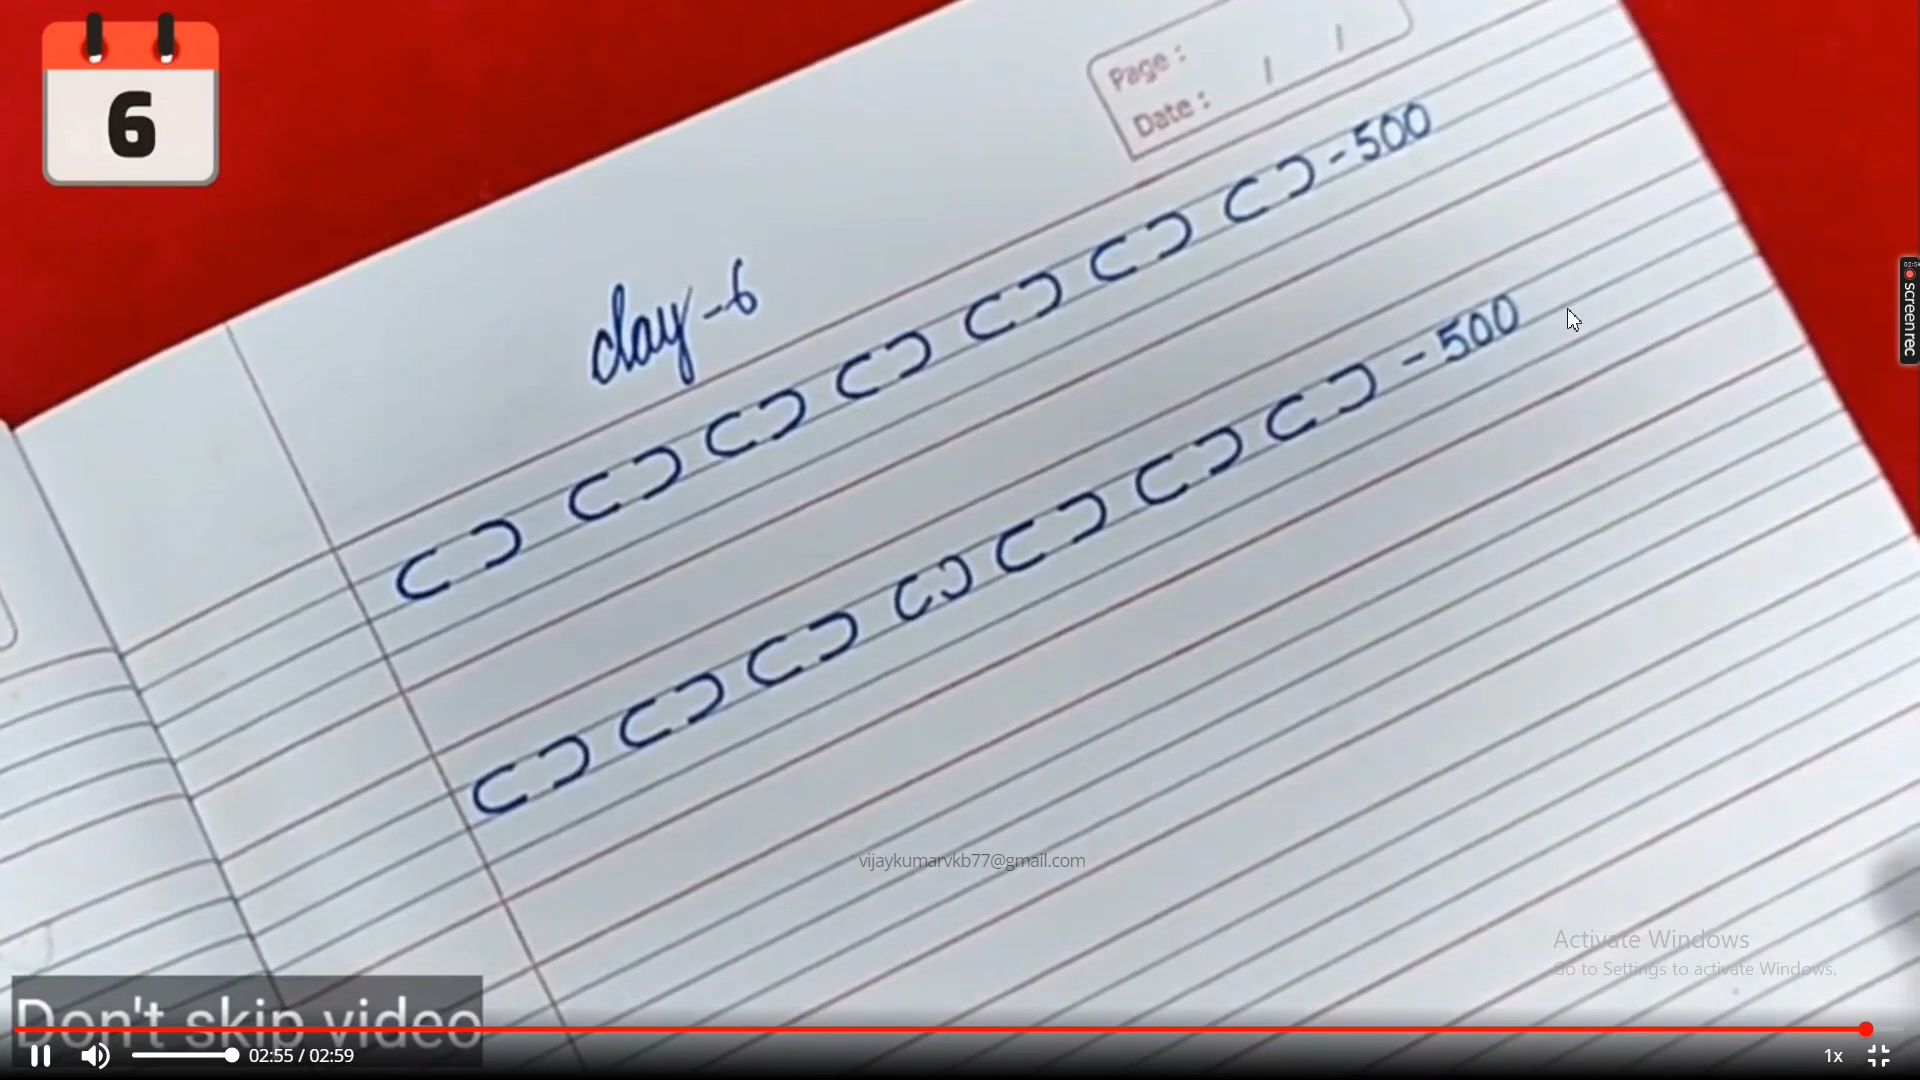 6
Page :
Date : / /
day-6
⊂ ⊃ ⊂ ⊃ ⊂ ⊃ ⊂ ⊃ ⊂ ⊃ ⊂ ⊃ ⊂ ⊃ - 500
⊂ ⊃ ⊂ ⊃ ⊂ ⊃ ⊂ ⊃ ⊂ ⊃ ⊂ ⊃ ⊂ ⊃ - 500
screenrec
vijaykumarvkb77@gmail.com
Activate Windows
Go to Settings to activate Windows.
Don't skip video
02:55 / 02:59
1x